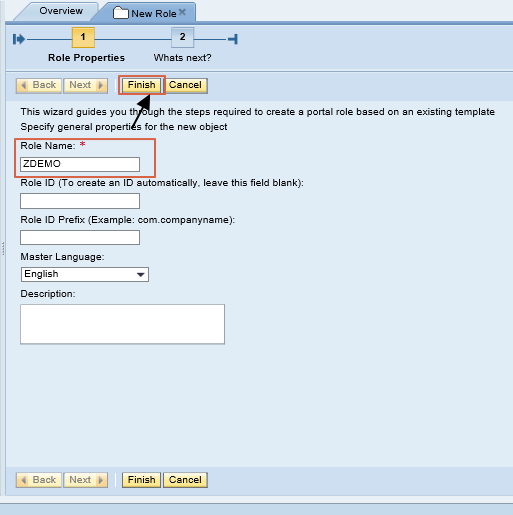 Overview
New Role
1
2
Role Properties
Whats next?
Back Next Finish Cancel
This wizard guides you through the steps required to create a portal role based on an existing template
Specify general properties for the new object
Role Name: *
ZDEMO
Role ID (To create an ID automatically, leave this field blank):
Role ID Prefix (Example: com.companyname):
Master Language:
English
Description:
Back Next Finish Cancel